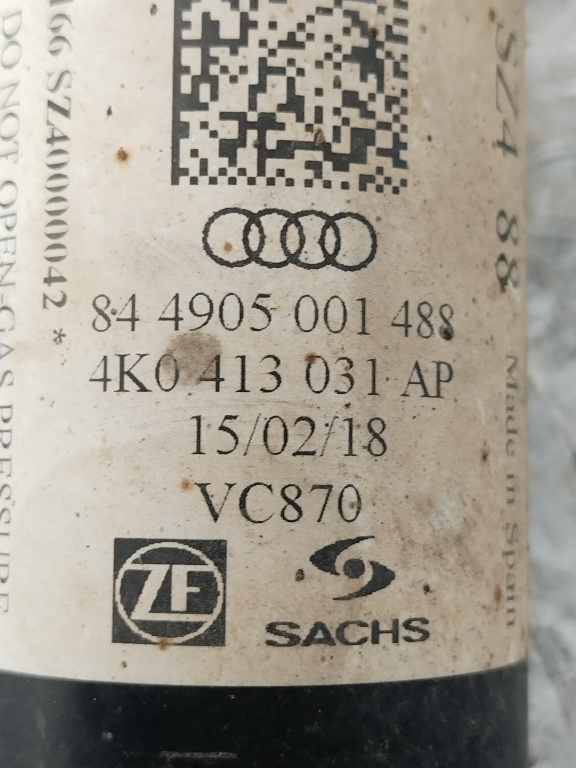 84 4905 001 488
4K0 413 031 AP
15/02/18
VC870
ZF
SACHS
166 SZ40000042 *
DO NOT OPEN-GAS PRESSURE
SZ4 88
Made in Spain